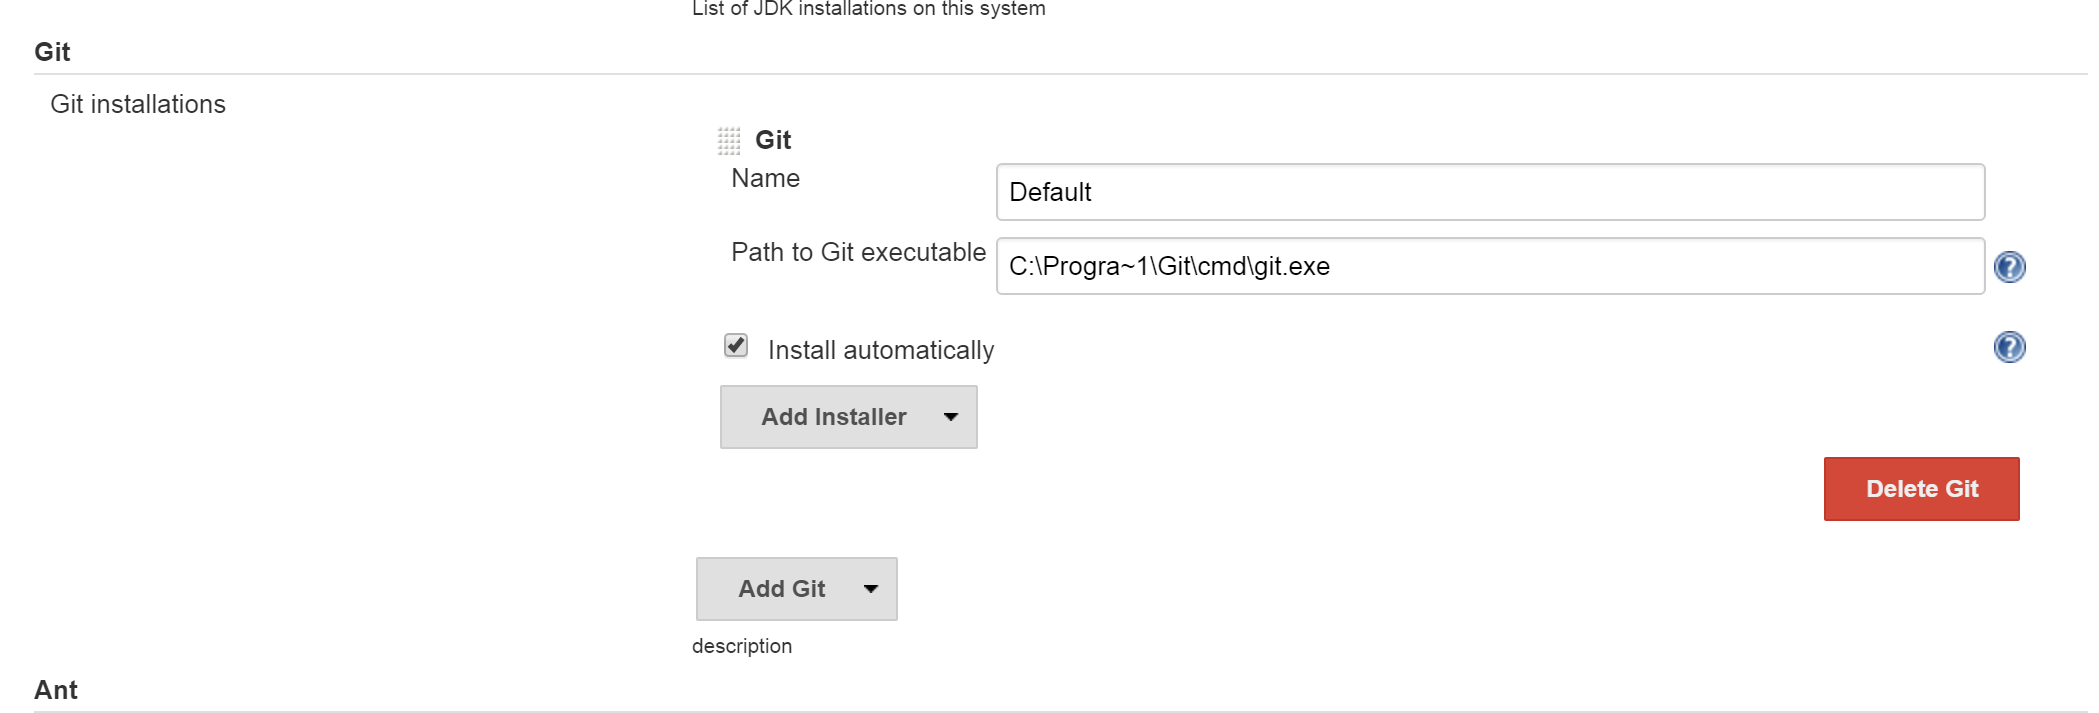 List of JDK installations on this system
Git
Git installations
Git
Name
Default
Path to Git executable
C:\Progra~1\Git\cmd\git.exe
?
Install automatically
?
Add Installer
Delete Git
Add Git
description
Ant